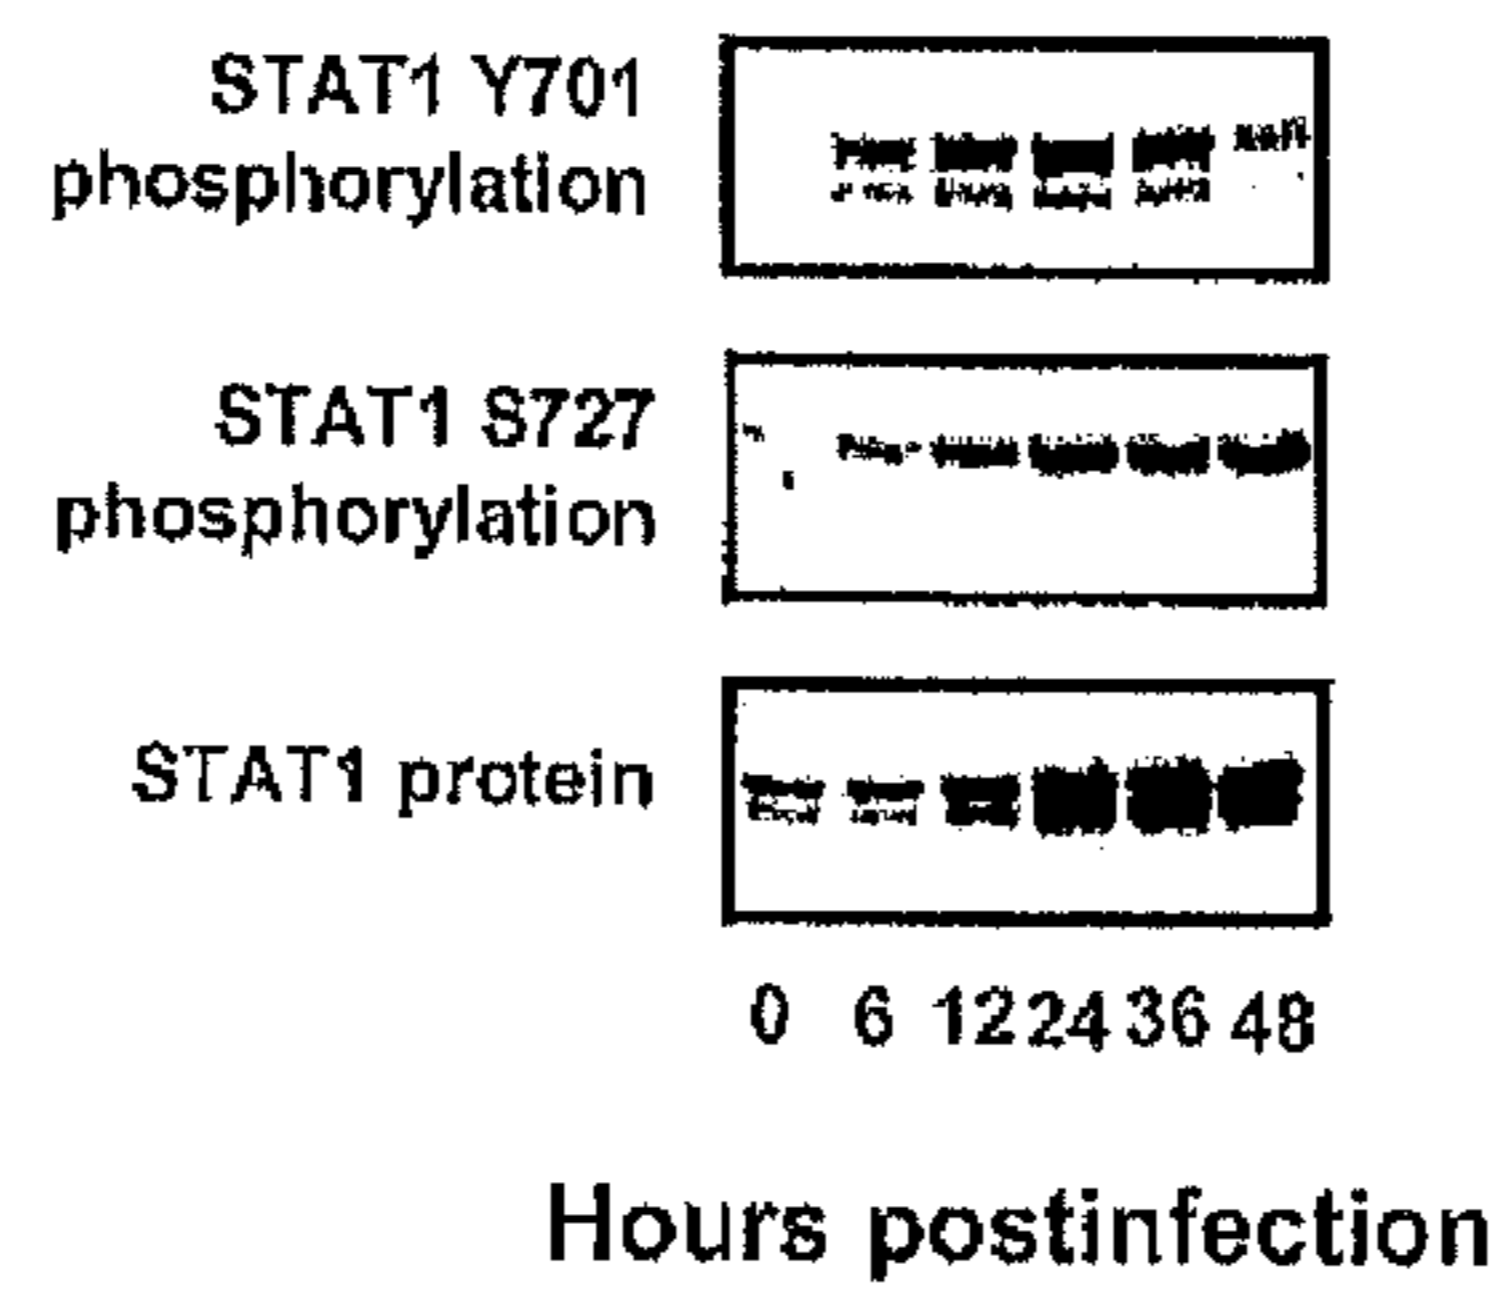 STAT1 Y701
phosphorylation
STAT1 S727
phosphorylation
STAT1 protein
0 6 12 24 36 48
Hours postinfection